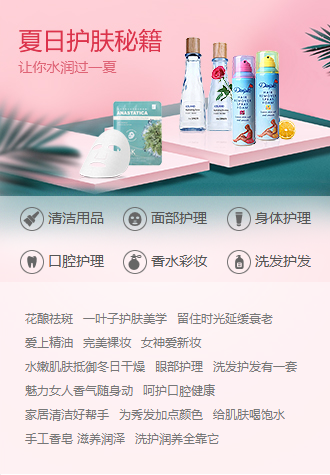 夏日护肤秘籍
让你水润过一夏
ANASTATICA
Depil
HAIR
REMOVER
SPRAY
FOAM
清洁用品 面部护理 身体护理
口腔护理 香水彩妆 洗发护发
花酿祛斑 一叶子护肤美学 留住时光延缓衰老
爱上精油 完美裸妆 女神爱新妆
水嫩肌肤抵御冬日干燥 眼部护理 洗发护发有一套
魅力女人香气随身动 呵护口腔健康
家居清洁好帮手 为秀发加点颜色 给肌肤喝饱水
手工香皂 滋养润泽 洗护润养全靠它